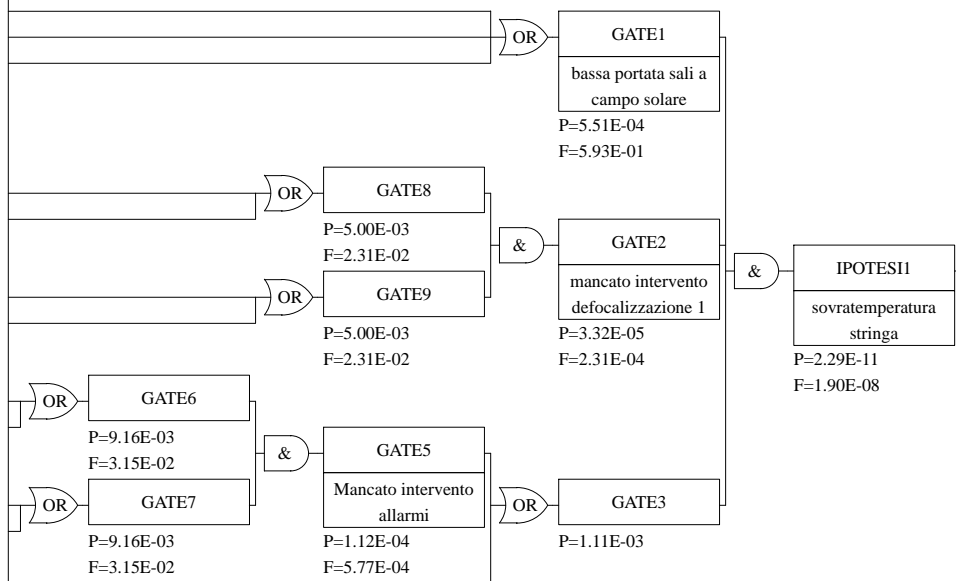 OR
GATE1
bassa portata sali a
campo solare
P=5.51E-04
F=5.93E-01
OR
GATE8
P=5.00E-03
F=2.31E-02
&
GATE2
mancato intervento
defocalizzazione 1
P=3.32E-05
F=2.31E-04
&
IPOTESI1
sovratemperatura
stringa
P=2.29E-11
F=1.90E-08
OR
GATE9
P=5.00E-03
F=2.31E-02
OR
GATE6
P=9.16E-03
F=3.15E-02
&
GATE5
Mancato intervento
allarmi
P=1.12E-04
F=5.77E-04
OR
GATE3
P=1.11E-03
OR
GATE7
P=9.16E-03
F=3.15E-02